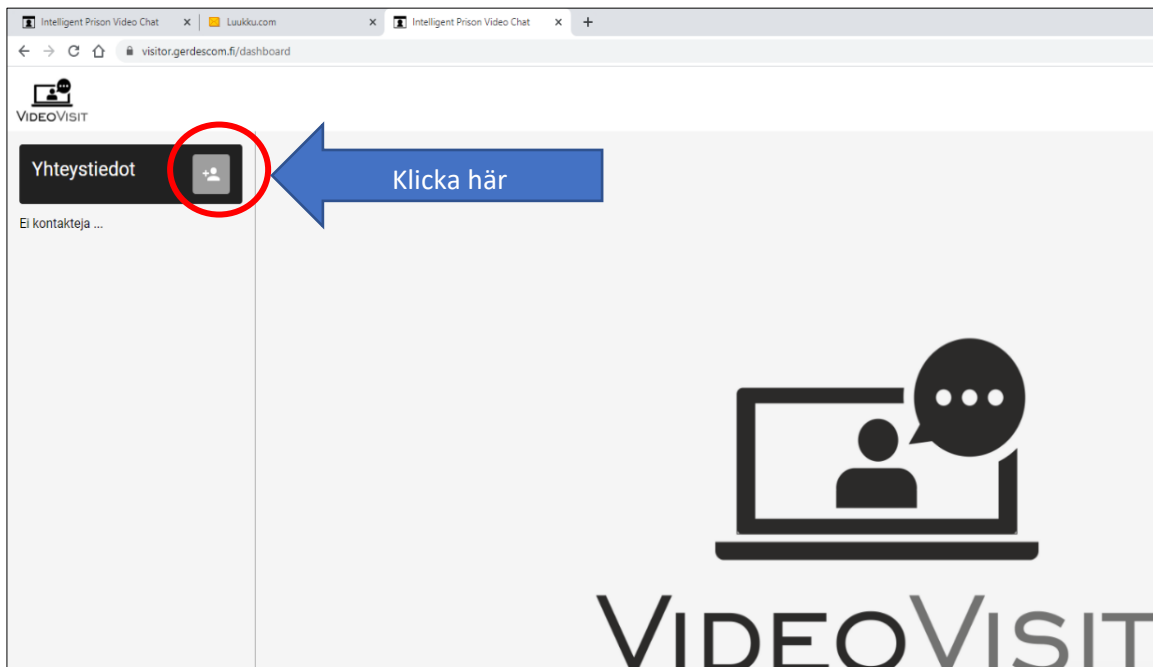 Intelligent Prison Video Chat
Luukku.com
Intelligent Prison Video Chat
visitor.gerdescom.fi/dashboard
VIDEOVISIT
Yhteystiedot
Klicka här
Ei kontakteja ...
VIDEOVISIT